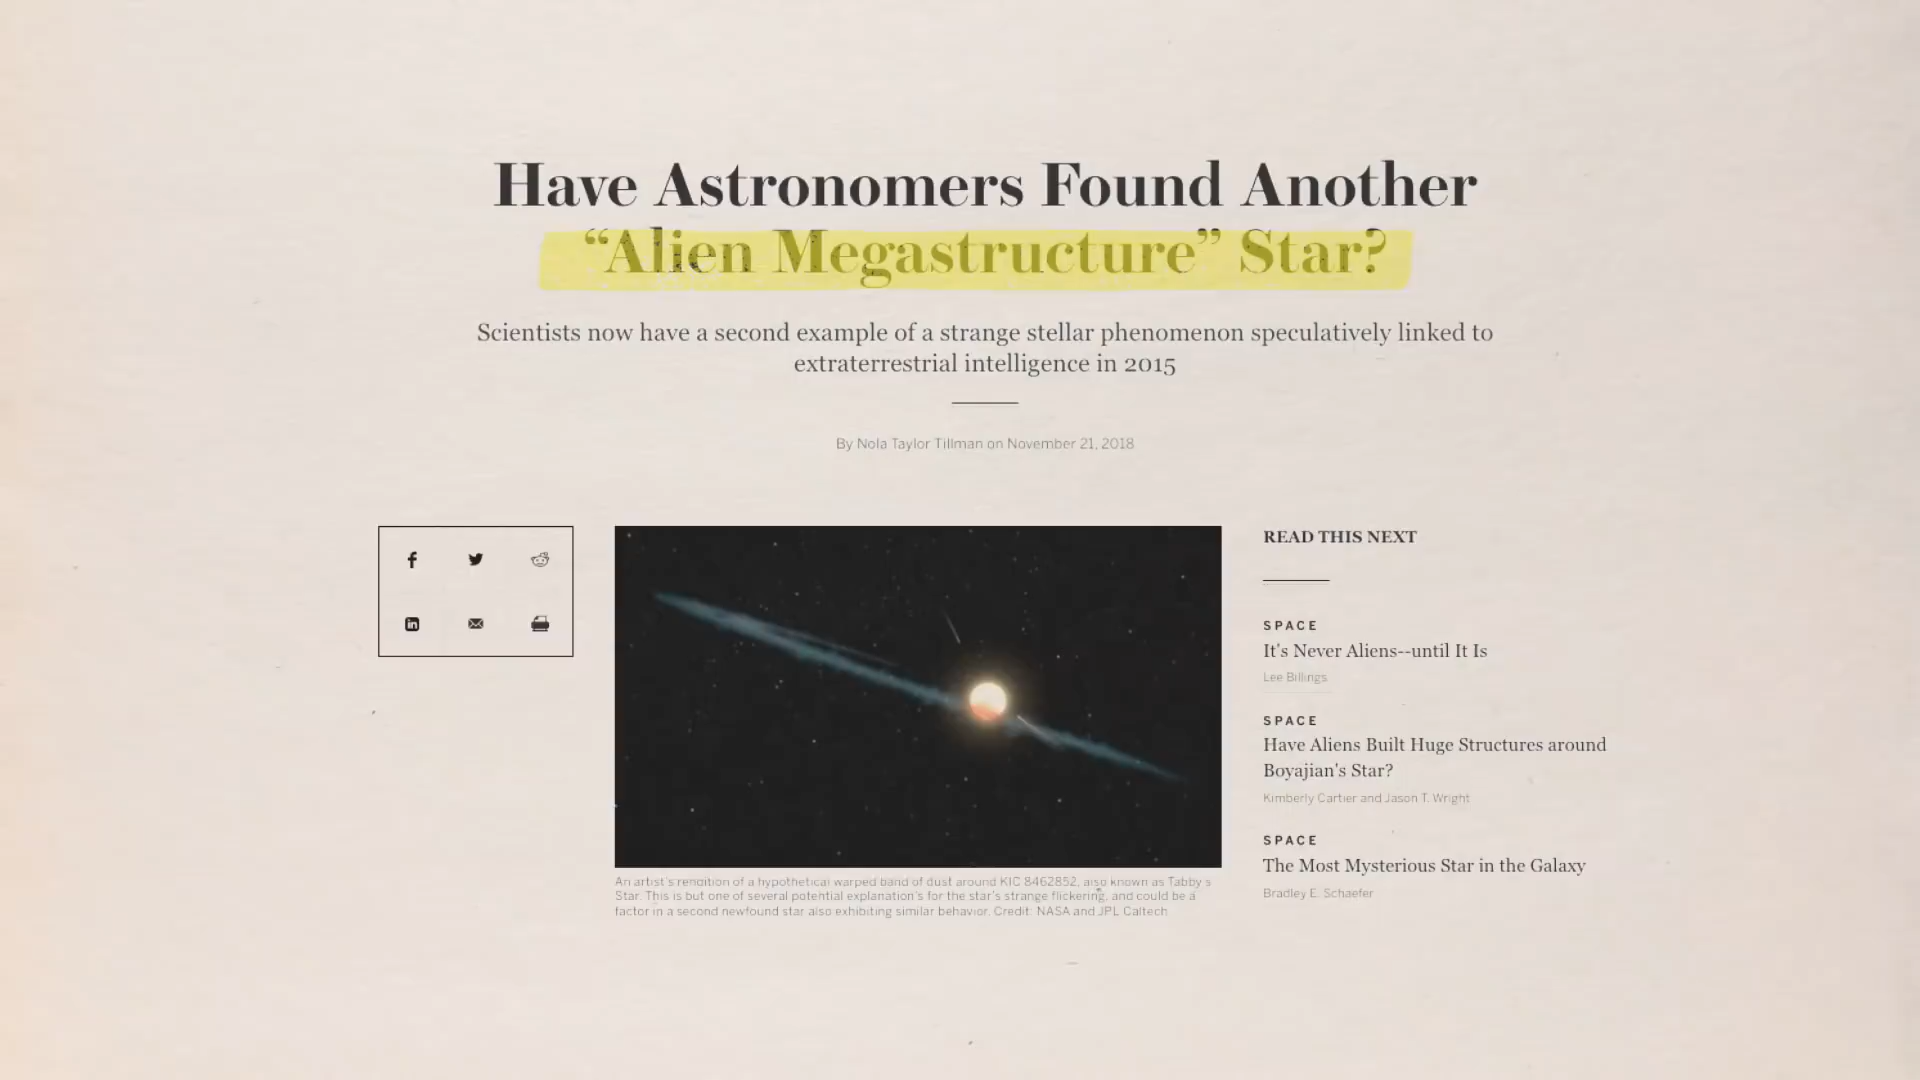 Have Astronomers Found Another
“Alien Megastructure” Star?
Scientists now have a second example of a strange stellar phenomenon speculatively linked to
extraterrestrial intelligence in 2015
By Nola Taylor Tillman on November 21, 2018
An artist's rendition of a hypothetical warped band of dust around KIC 8462852, also known as Tabby's
Star. This is but one of several potential explanation's for the star's strange flickering, and could be a
factor in a second newfound star also exhibiting similar behavior. Credit: NASA and JPL Caltech
READ THIS NEXT
SPACE
It's Never Aliens--until It Is
Lee Billings
SPACE
Have Aliens Built Huge Structures around
Boyajian's Star?
Kimberly Cartier and Jason T. Wright
SPACE
The Most Mysterious Star in the Galaxy
Bradley E. Schaefer